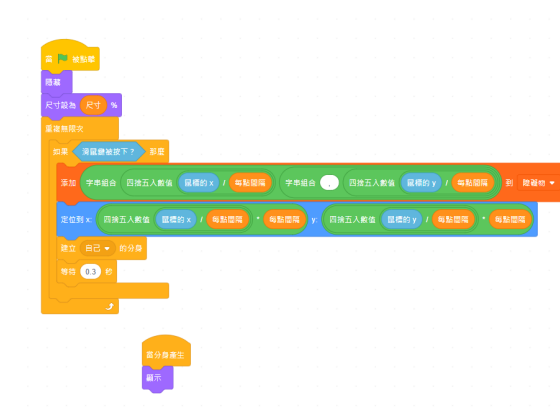 當 被點擊
隱藏
尺寸設為 尺寸 %
重複無限次
如果 滑鼠鍵被按下? 那麼
添加 字串組合 四捨五入數值 鼠標的 x / 每點間隔 字串組合 , 四捨五入數值 鼠標的 y / 每點間隔 到 障礙物
定位到 x: 四捨五入數值 鼠標的 x / 每點間隔 * 每點間隔 y: 四捨五入數值 鼠標的 y / 每點間隔 * 每點間隔
建立 自己 的分身
等待 0.3 秒
當分身產生
顯示